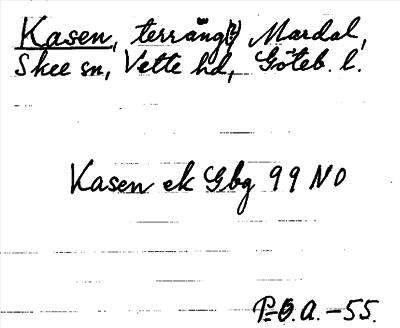 Kasen, terräng(?) Mardal,
Skee sn, Vette hd, Göteb. l.
Kasen ek Gbg 99 NO
P-O.A. -55.